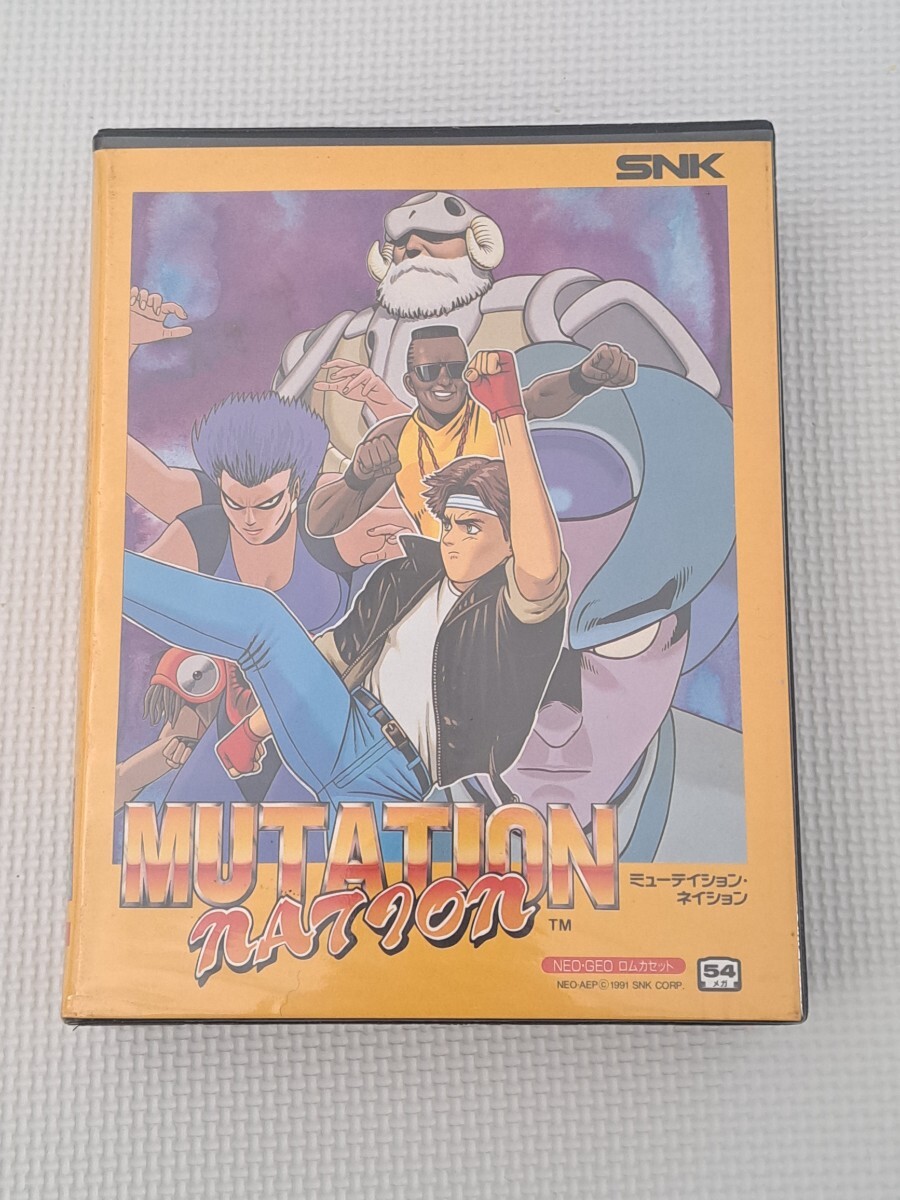 SNK
MUTATION
NATION
TM
ミューテイション・
ネイション
NEO・GEO ロムカセット
NEO-AEP©1991 SNK CORP.
54
メガ